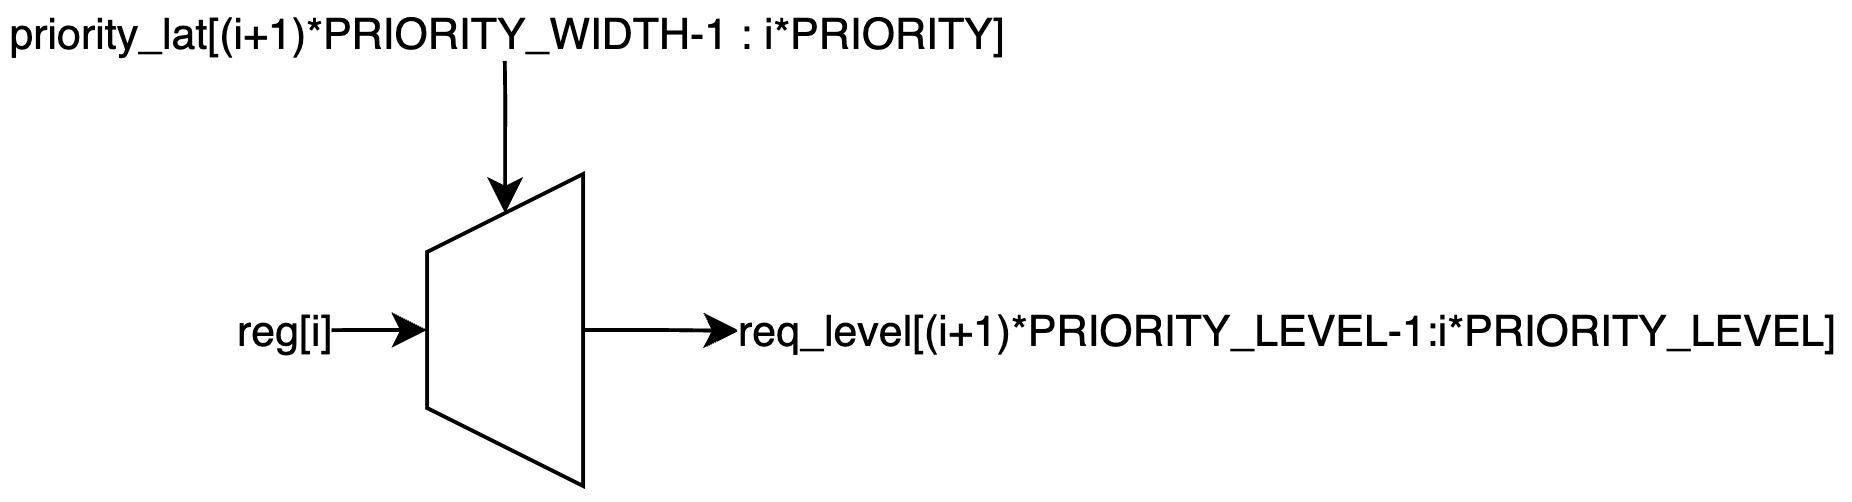 priority_lat[(i+1)*PRIORITY_WIDTH-1 : i*PRIORITY]
reg[i]
req_level[(i+1)*PRIORITY_LEVEL-1:i*PRIORITY_LEVEL]